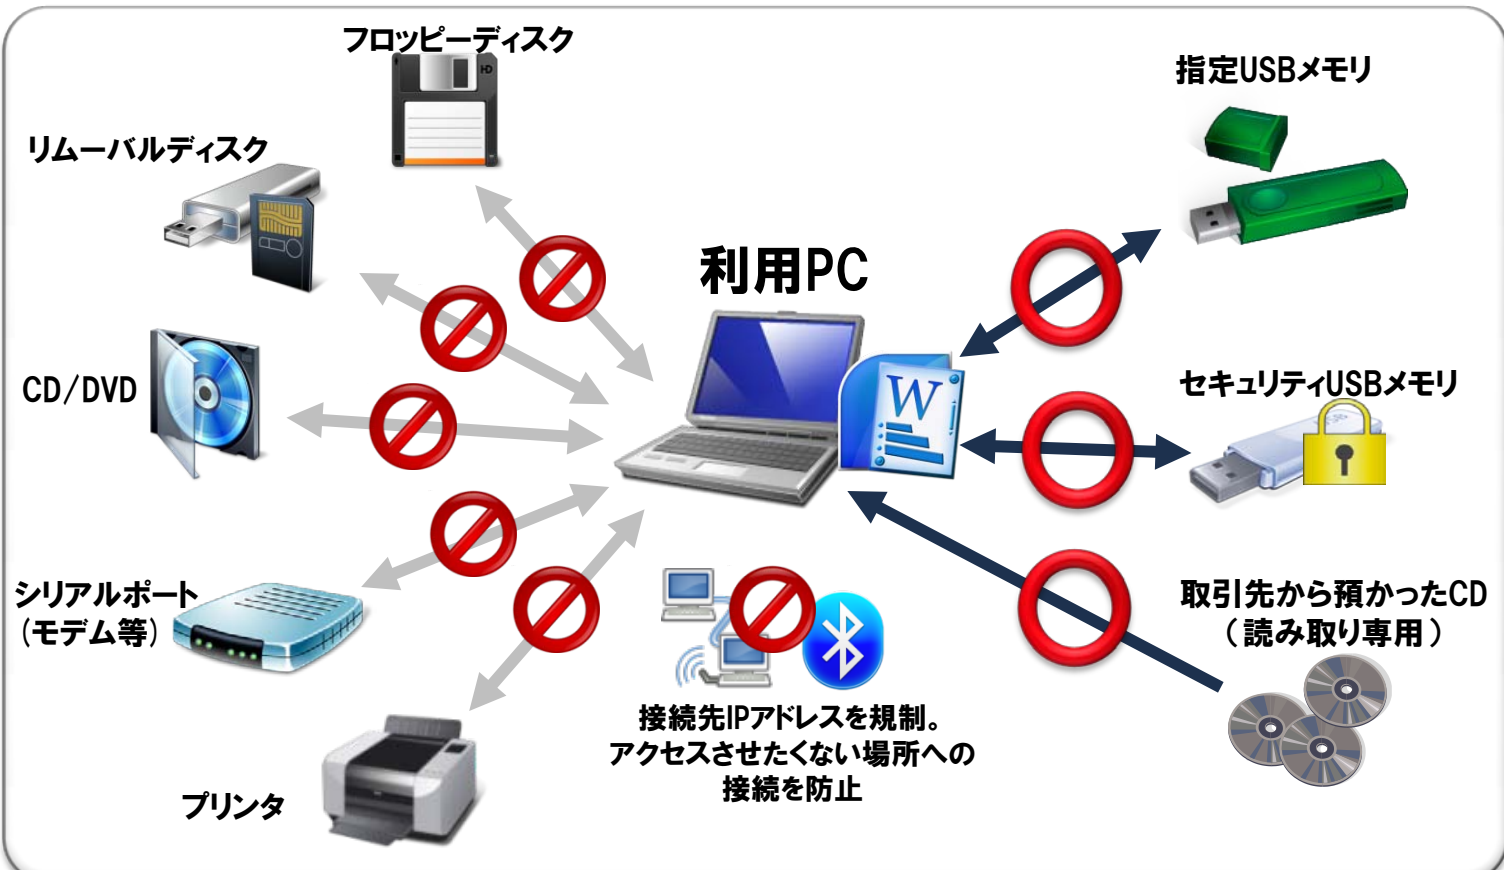 フロッピーディスク
HD
指定USBメモリ
リムーバルディスク
利用PC
CD/DVD
W
セキュリティUSBメモリ
シリアルポート
(モデム等)
取引先から預かったCD
（読み取り専用）
接続先IPアドレスを規制。
アクセスさせたくない場所への
接続を防止
プリンタ